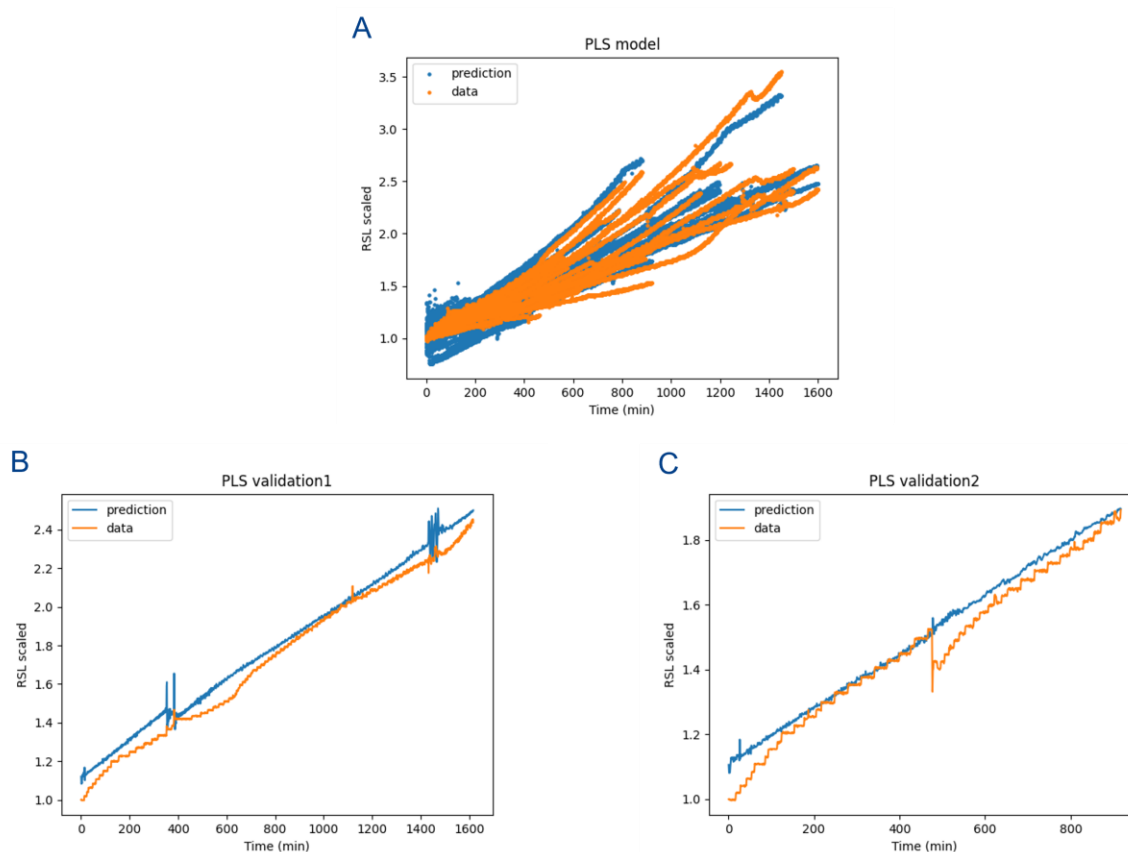 A
PLS model
prediction
data
3.5
3.0
2.5
2.0
1.5
1.0
RSL scaled
0 200 400 600 800 1000 1200 1400 1600
Time (min)
B
PLS validation1
prediction
data
2.4
2.2
2.0
1.8
1.6
1.4
1.2
1.0
RSL scaled
0 200 400 600 800 1000 1200 1400 1600
Time (min)
C
PLS validation2
prediction
data
1.8
1.6
1.4
1.2
1.0
RSL scaled
0 200 400 600 800
Time (min)